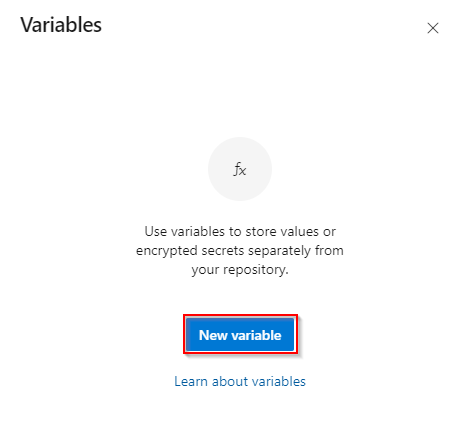 Variables
fx
Use variables to store values or
encrypted secrets separately from
your repository.
New variable
Learn about variables